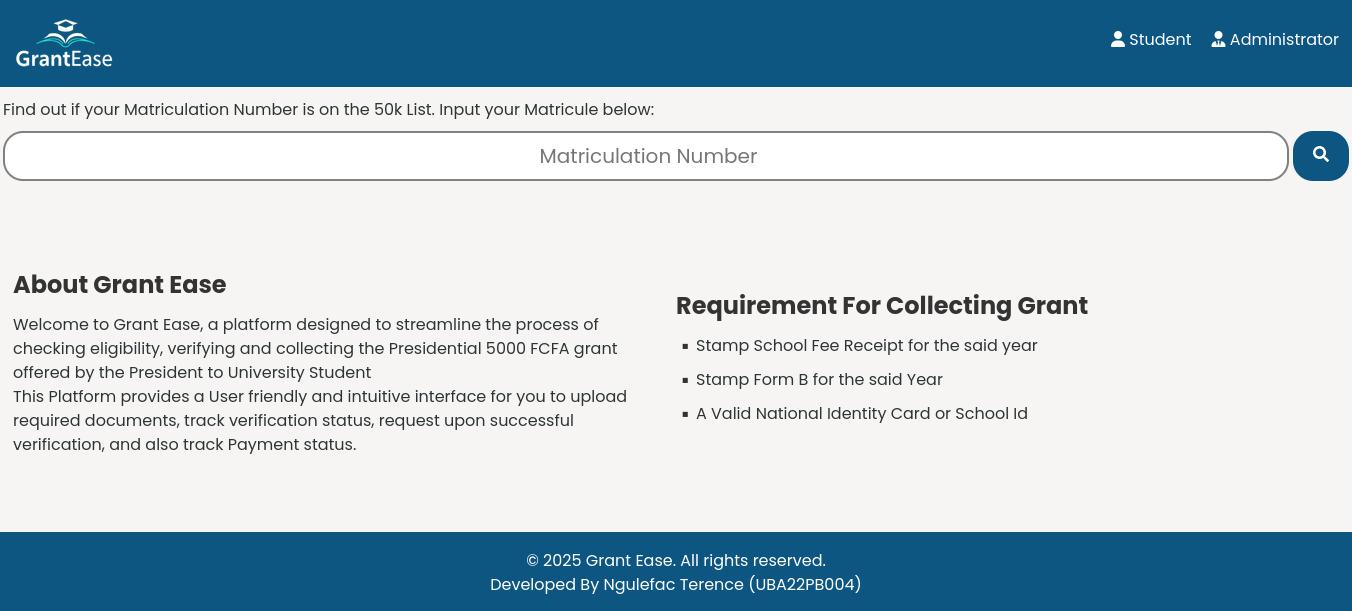 GrantEase
Student
Administrator
Find out if your Matriculation Number is on the 50k List. Input your Matricule below:
Matriculation Number
About Grant Ease
Welcome to Grant Ease, a platform designed to streamline the process of
checking eligibility, verifying and collecting the Presidential 5000 FCFA grant
offered by the President to University Student
This Platform provides a User friendly and intuitive interface for you to upload
required documents, track verification status, request upon successful
verification, and also track Payment status.
Requirement For Collecting Grant
▪ Stamp School Fee Receipt for the said year
▪ Stamp Form B for the said Year
▪ A Valid National Identity Card or School Id
© 2025 Grant Ease. All rights reserved.
Developed By Ngulefac Terence (UBA22PB004)